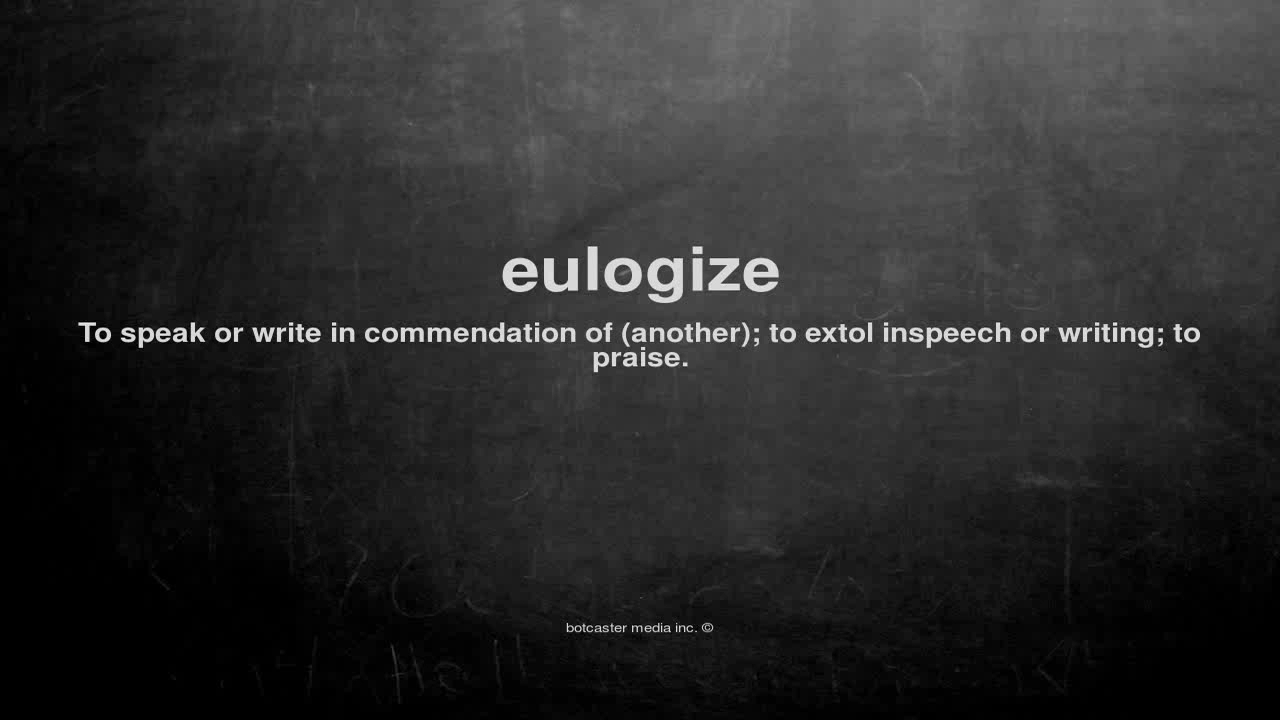 eulogize
To speak or write in commendation of (another); to extol inspeech or writing; to
praise.
botcaster media inc. ©